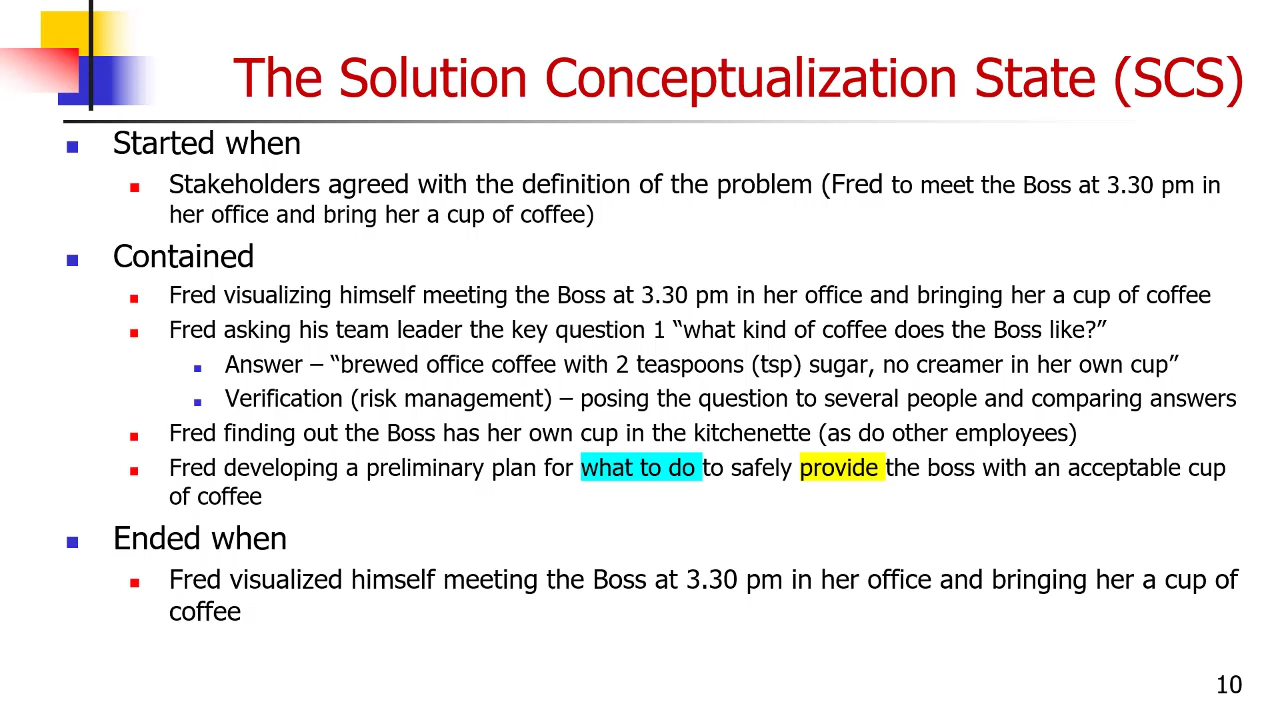 The Solution Conceptualization State (SCS)
Started when
Stakeholders agreed with the definition of the problem (Fred to meet the Boss at 3.30 pm in
her office and bring her a cup of coffee)
Contained
Fred visualizing himself meeting the Boss at 3.30 pm in her office and bringing her a cup of coffee
Fred asking his team leader the key question 1 “what kind of coffee does the Boss like?”
Answer – “brewed office coffee with 2 teaspoons (tsp) sugar, no creamer in her own cup”
Verification (risk management) – posing the question to several people and comparing answers
Fred finding out the Boss has her own cup in the kitchenette (as do other employees)
Fred developing a preliminary plan for what to do to safely provide the boss with an acceptable cup
of coffee
Ended when
Fred visualized himself meeting the Boss at 3.30 pm in her office and bringing her a cup of
coffee
10